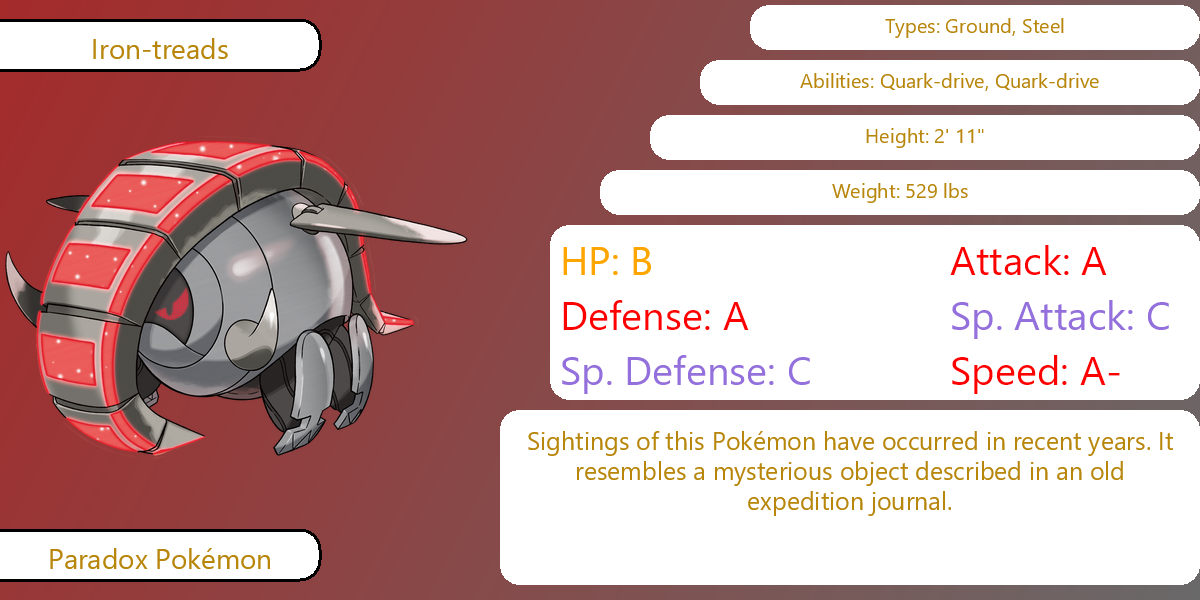 Iron-treads
Types: Ground, Steel
Abilities: Quark-drive, Quark-drive
Height: 2' 11"
Weight: 529 lbs
HP: B
Attack: A
Defense: A
Sp. Attack: C
Sp. Defense: C
Speed: A-
Sightings of this Pokémon have occurred in recent years. It
resembles a mysterious object described in an old
expedition journal.
Paradox Pokémon